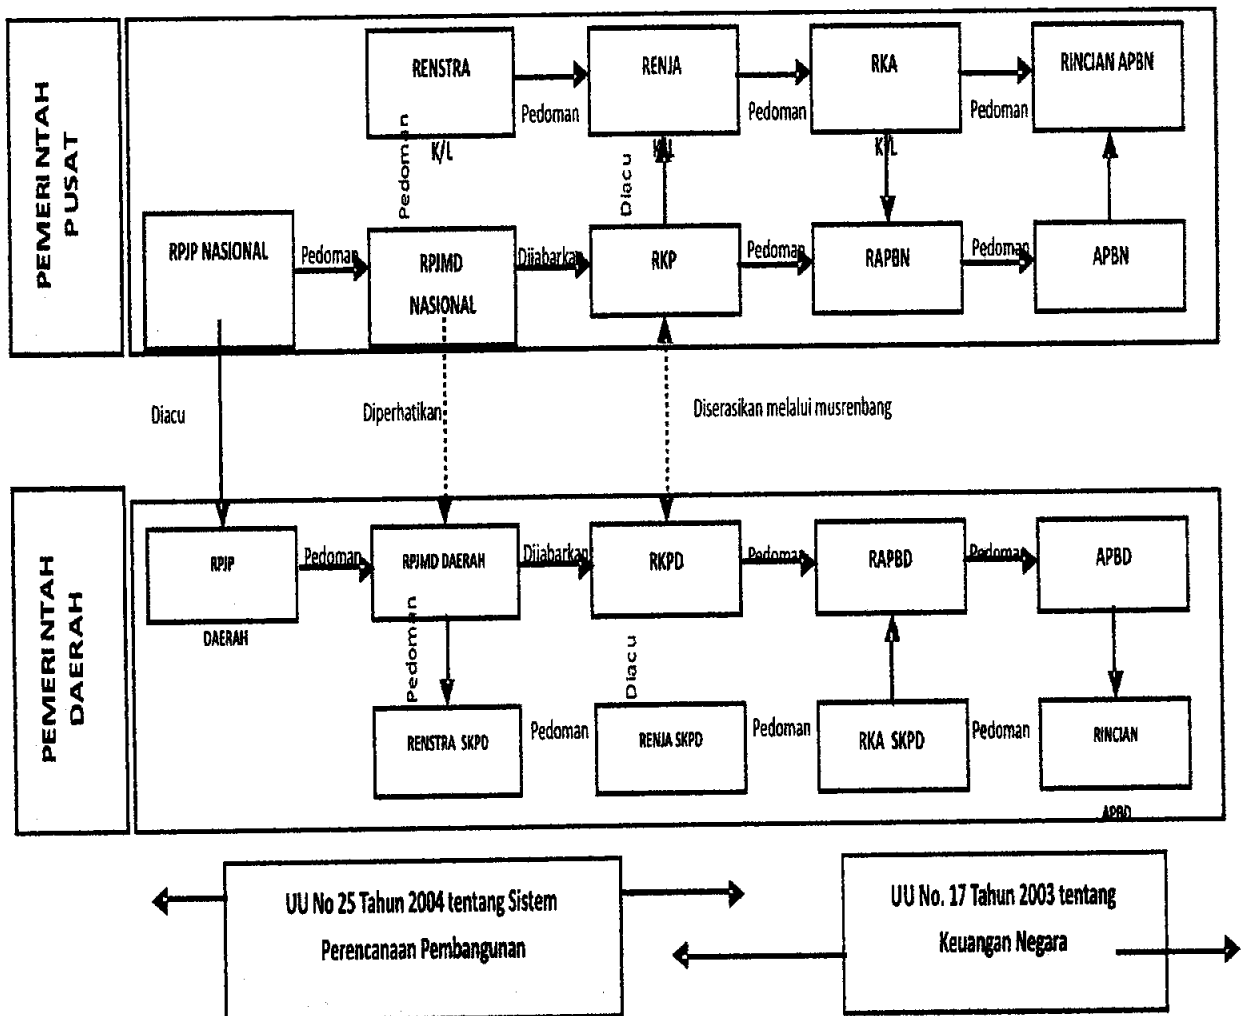 PEMERINTAH
PUSAT
RENSTRA
K/L
Pedoman
RENJA
K/L
Pedoman
RKA
K/L
Pedoman
RINCIAN APBN
Pedoman
Diacu
RPJP NASIONAL
Pedoman
RPJMD
NASIONAL
Dijabarkan
RKP
Pedoman
RAPBN
Pedoman
APBN
Diacu
Diperhatikan
Diserasikan melalui musrenbang
PEMERINTAH
DAERAH
RPJP
DAERAH
Pedoman
RPJMD DAERAH
Dijabarkan
RKPD
Pedoman
RAPBD
Pedoman
APBD
Pedoman
Diacu
RENSTRA SKPD
Pedoman
RENJA SKPD
Pedoman
RKA SKPD
Pedoman
RINCIAN
APBD
UU No 25 Tahun 2004 tentang Sistem
Perencanaan Pembangunan
UU No. 17 Tahun 2003 tentang
Keuangan Negara